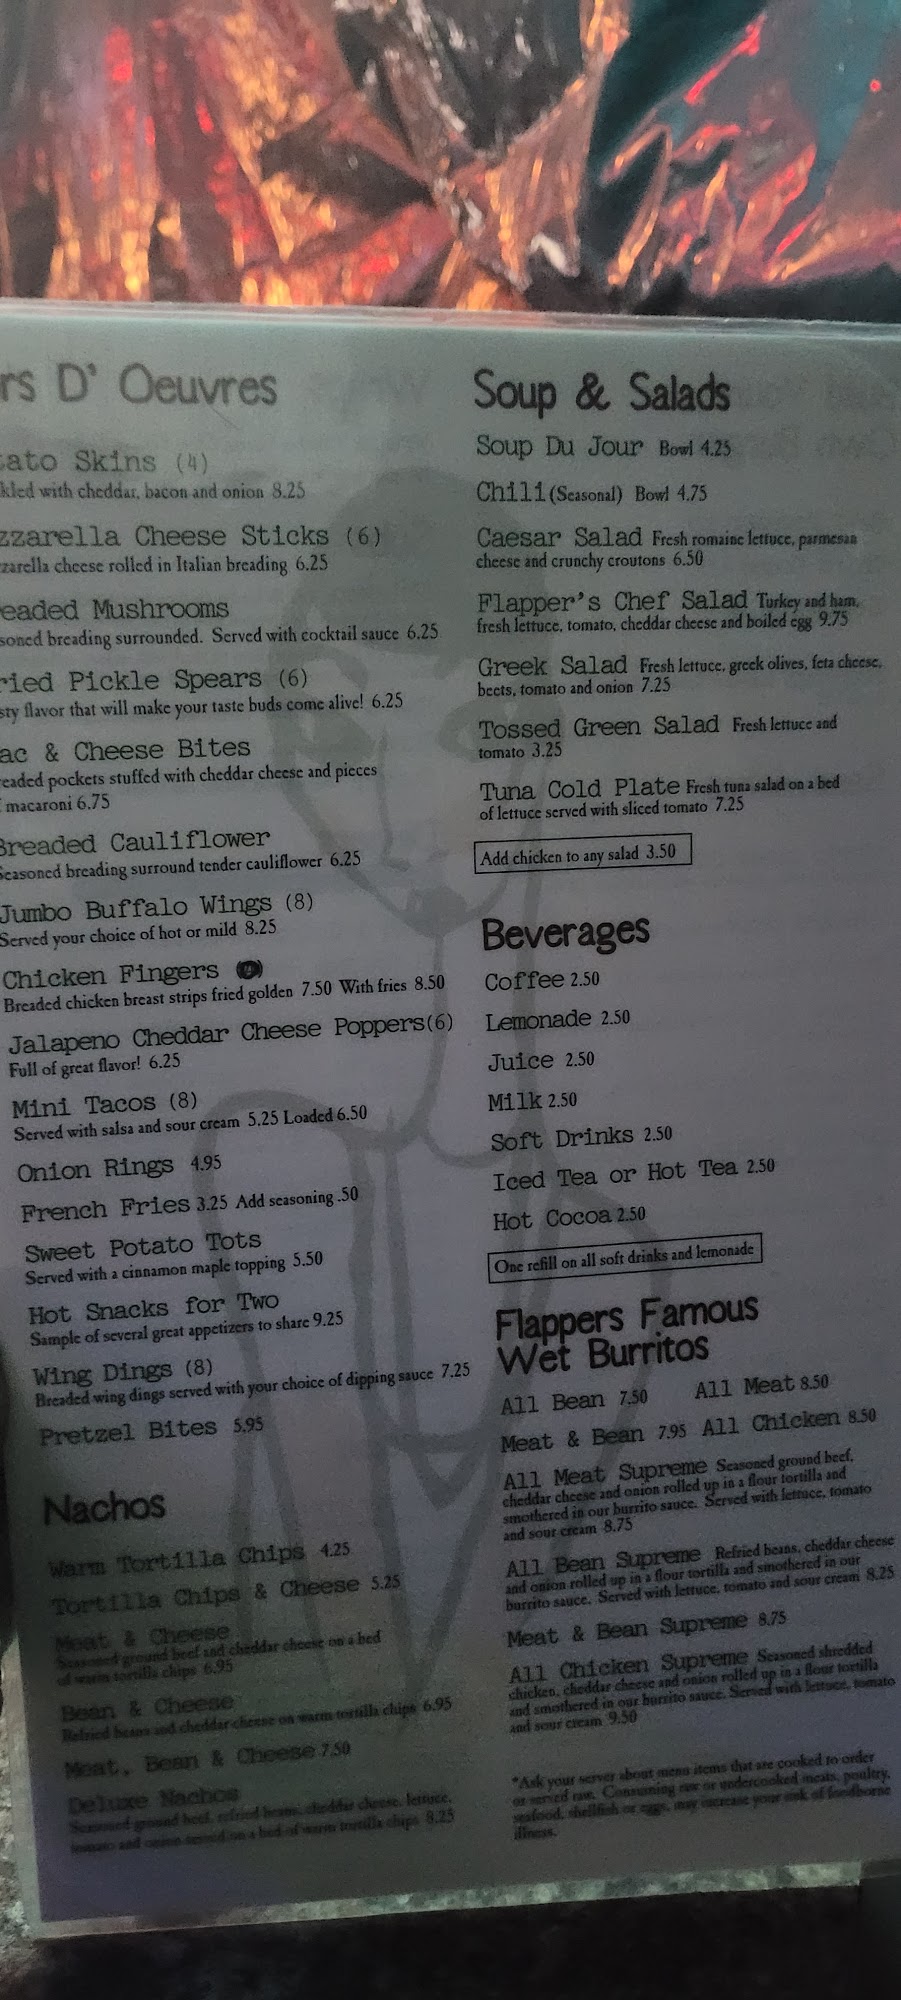 rs D' Oeuvres
tato Skins (4)
kled with cheddar, bacon and onion 8.25
zzarella Cheese Sticks (6)
zarella cheese rolled in Italian breading 6.25
eaded Mushrooms
soned breading surrounded. Served with cocktail sauce 6.25
ried Pickle Spears (6)
sty flavor that will make your taste buds come alive! 6.25
ac & Cheese Bites
readed pockets stuffed with cheddar cheese and pieces
f macaroni 6.75
Breaded Cauliflower
Seasoned breading surround tender cauliflower 6.25
Jumbo Buffalo Wings (8)
Served your choice of hot or mild 8.25
Chicken Fingers
Breaded chicken breast strips fried golden 7.50 With fries 8.50
Jalapeno Cheddar Cheese Poppers(6)
Full of great flavor! 6.25
Mini Tacos (8)
Served with salsa and sour cream 5.25 Loaded 6.50
Onion Rings 4.95
French Fries 3.25 Add seasoning .50
Sweet Potato Tots
Served with a cinnamon maple topping 5.50
Hot Snacks for Two
Sample of several great appetizers to share 9.25
Wing Dings (8)
Breaded wing dings served with your choice of dipping sauce 7.25
Pretzel Bites 5.95
Nachos
Warm Tortilla Chips 4.25
Tortilla Chips & Cheese 5.25
Meat & Cheese
Seasoned ground beef and cheddar cheese on a bed
of warm tortilla chips 6.95
Bean & Cheese
Refried beans and cheddar cheese on warm tortilla chips 6.95
Meat, Bean & Cheese 7.50
Deluxe Nachos
Seasoned ground beef, refried beans, cheddar cheese, lettuce,
tomato and onion served on a bed of warm tortilla chips 8.25
Soup & Salads
Soup Du Jour Bowl 4.25
Chili (Seasonal) Bowl 4.75
Caesar Salad Fresh romaine lettuce, parmesan
cheese and crunchy croutons 6.50
Flapper's Chef Salad Turkey and ham,
fresh lettuce, tomato, cheddar cheese and boiled egg 9.75
Greek Salad Fresh lettuce, greek olives, feta cheese,
beets, tomato and onion 7.25
Tossed Green Salad Fresh lettuce and
tomato 3.25
Tuna Cold Plate Fresh tuna salad on a bed
of lettuce served with sliced tomato 7.25
Add chicken to any salad 3.50
Beverages
Coffee 2.50
Lemonade 2.50
Juice 2.50
Milk 2.50
Soft Drinks 2.50
Iced Tea or Hot Tea 2.50
Hot Cocoa 2.50
One refill on all soft drinks and lemonade
Flappers Famous
Wet Burritos
All Bean 7.50 All Meat 8.50
Meat & Bean 7.95 All Chicken 8.50
All Meat Supreme Seasoned ground beef,
cheddar cheese and onion rolled up in a flour tortilla and
smothered in our burrito sauce. Served with lettuce, tomato
and sour cream 8.75
All Bean Supreme Refried beans, cheddar cheese
and onion rolled up in a flour tortilla and smothered in our
burrito sauce. Served with lettuce, tomato and sour cream 8.25
Meat & Bean Supreme 8.75
All Chicken Supreme Seasoned shredded
chicken, cheddar cheese and onion rolled up in a flour tortilla
and smothered in our burrito sauce. Served with lettuce, tomato
and sour cream 9.50
*Ask your server about menu items that are cooked to order
or served raw. Consuming raw or undercooked meats, poultry,
seafood, shellfish or eggs, may increase your risk of foodborne
illness.